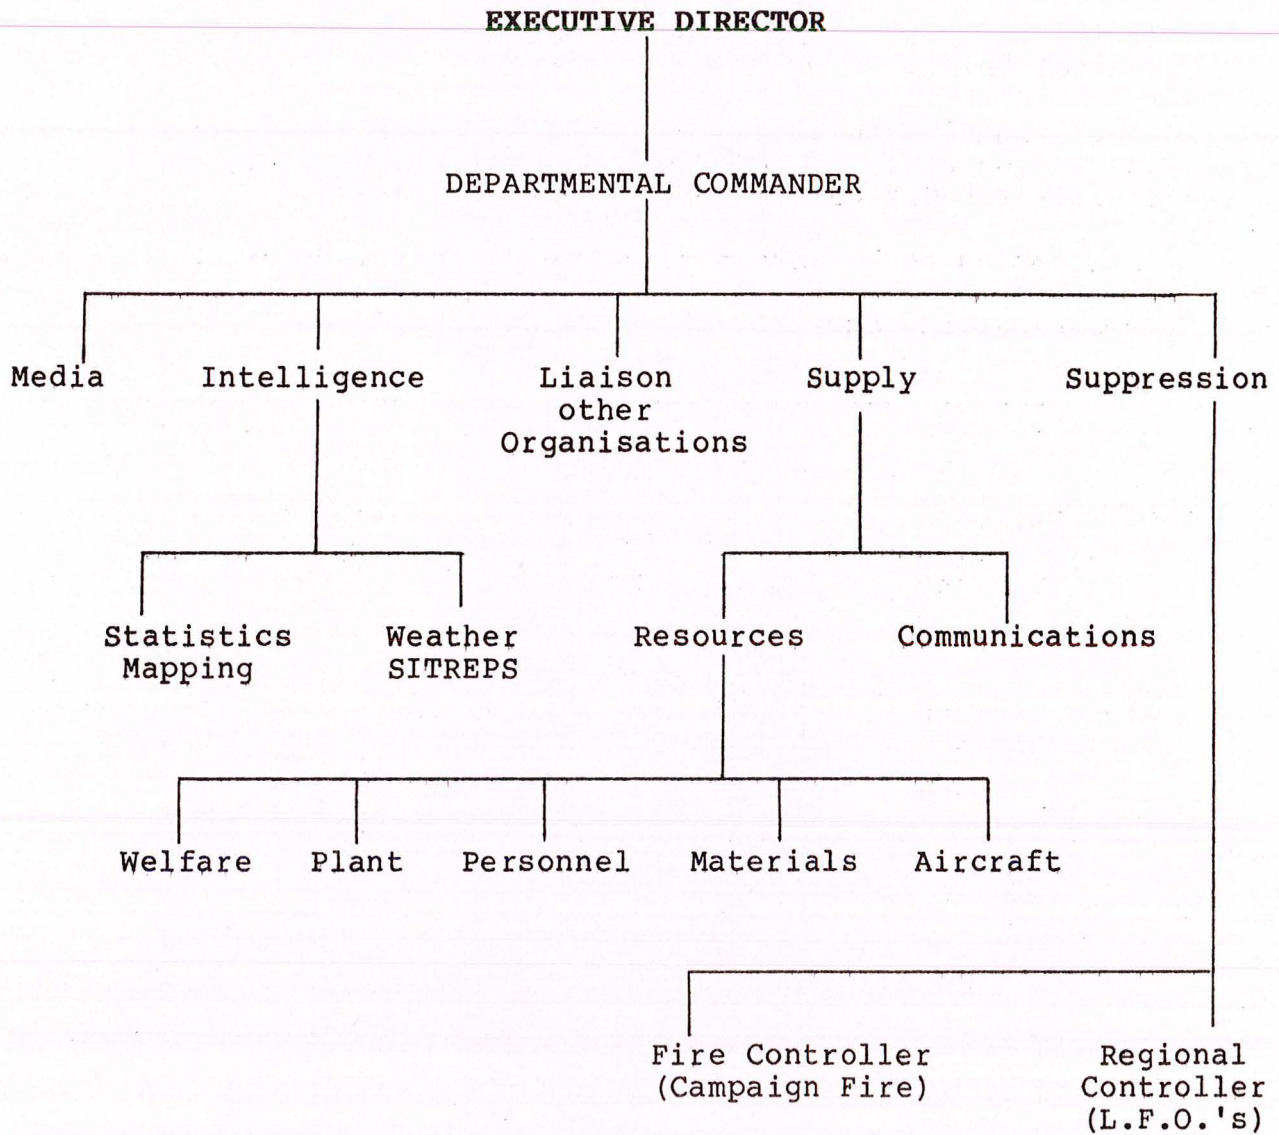 EXECUTIVE DIRECTOR
DEPARTMENTAL COMMANDER
Media
Intelligence
Liaison
other
Organisations
Supply
Suppression
Statistics
Mapping
Weather
SITREPS
Resources
Communications
Welfare
Plant
Personnel
Materials
Aircraft
Fire Controller
(Campaign Fire)
Regional
Controller
(L.F.O.'s)